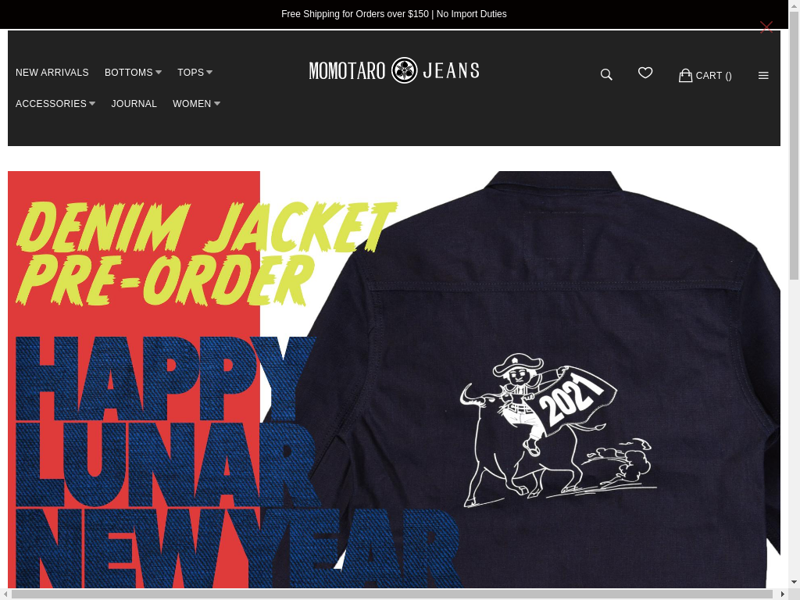 Free Shipping for Orders over $150 | No Import Duties
NEW ARRIVALS BOTTOMS TOPS
MOMOTARO JEANS
CART ()
ACCESSORIES JOURNAL WOMEN
DENIM JACKET
PRE-ORDER
HAPPY
LUNAR
NEW YEAR
2021